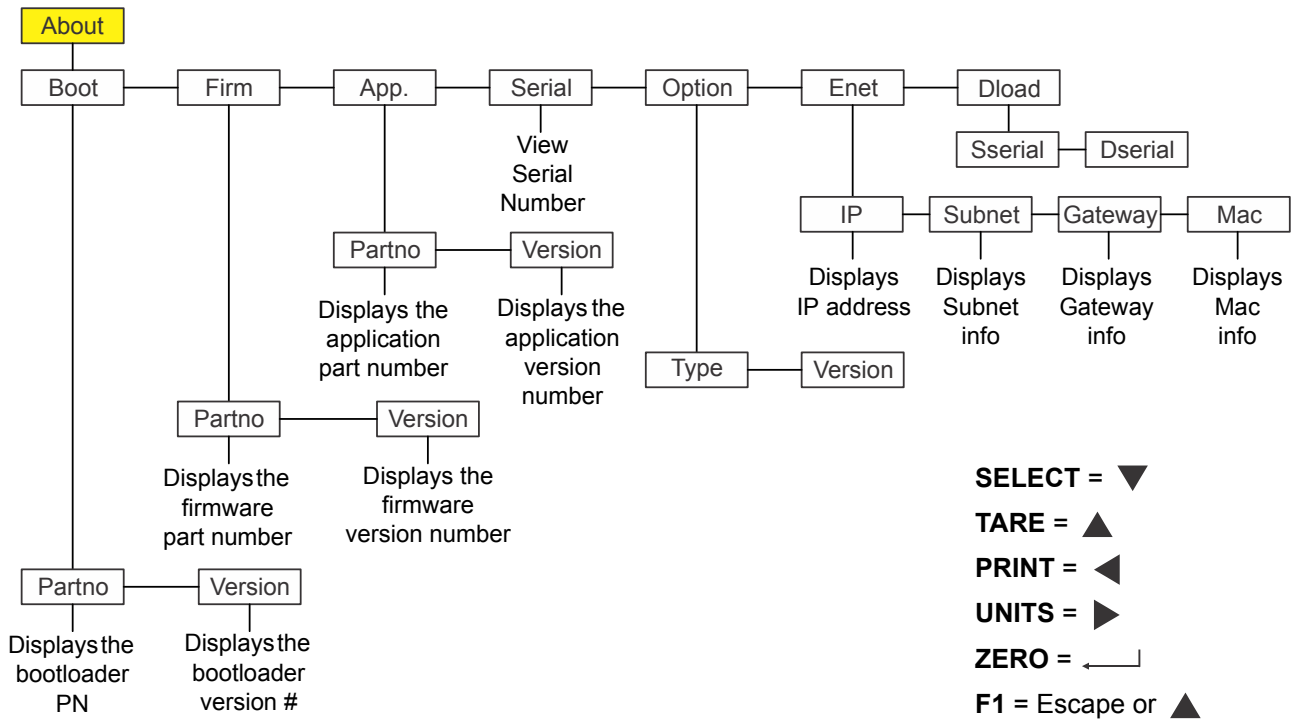 About
Boot
Firm
App.
Serial
Option
Enet
Dload
View
Serial
Number
Sserial
Dserial
IP
Subnet
Gateway
Mac
Displays
IP address
Displays
Subnet
info
Displays
Gateway
info
Displays
Mac
info
Partno
Version
Displays the
application
part number
Displays the
application
version
number
Type
Version
Partno
Version
Displays the
firmware
part number
Displays the
firmware
version number
Partno
Version
Displays the
bootloader
PN
Displays the
bootloader
version #
SELECT = ▼
TARE = ▲
PRINT = ◀
UNITS = ▶
ZERO = ↵
F1 = Escape or ▲